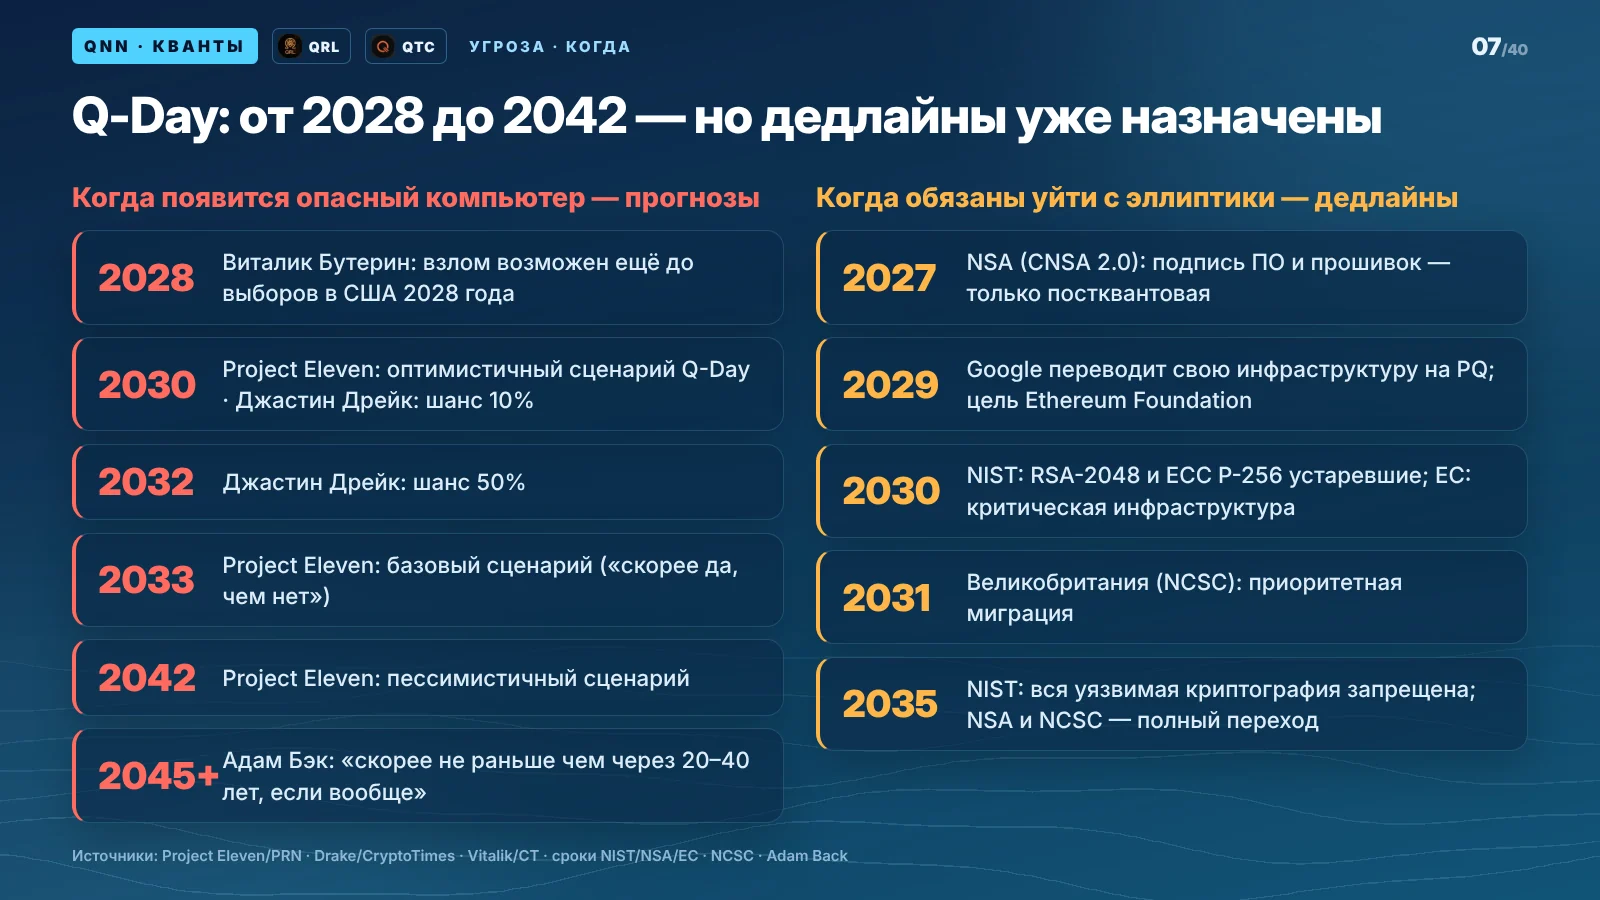 QNN · КВАНТЫ
QRL
QTC
УГРОЗА · КОГДА
07/40
Q-Day: от 2028 до 2042 — но дедлайны уже назначены
Когда появится опасный компьютер — прогнозы
2028
Виталик Бутерин: взлом возможен ещё до
выборов в США 2028 года
2030
Project Eleven: оптимистичный сценарий Q-Day
· Джастин Дрейк: шанс 10%
2032
Джастин Дрейк: шанс 50%
2033
Project Eleven: базовый сценарий («скорее да,
чем нет»)
2042
Project Eleven: пессимистичный сценарий
2045+
Адам Бэк: «скорее не раньше чем через 20–40
лет, если вообще»
Когда обязаны уйти с эллиптики — дедлайны
2027
NSA (CNSA 2.0): подпись ПО и прошивок —
только постквантовая
2029
Google переводит свою инфраструктуру на PQ;
цель Ethereum Foundation
2030
NIST: RSA-2048 и ECC P-256 устаревшие; ЕС:
критическая инфраструктура
2031
Великобритания (NCSC): приоритетная
миграция
2035
NIST: вся уязвимая криптография запрещена;
NSA и NCSC — полный переход
Источники: Project Eleven/PRN · Drake/CryptoTimes · Vitalik/CT · сроки NIST/NSA/ЕС · NCSC · Adam Back